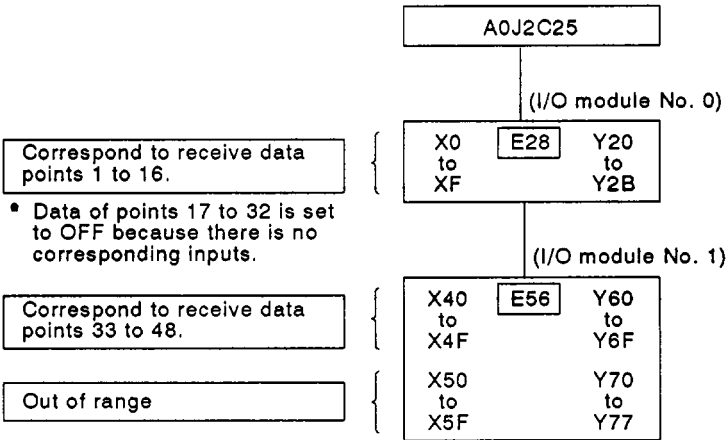 A0J2C25
(I/O module No. 0)
Correspond to receive data
points 1 to 16.
X0 E28 Y20
to to
XF Y2B
* Data of points 17 to 32 is set
to OFF because there is no
corresponding inputs.
(I/O module No. 1)
Correspond to receive data
points 33 to 48.
X40 E56 Y60
to to
X4F Y6F
Out of range
X50 Y70
to to
X5F Y77